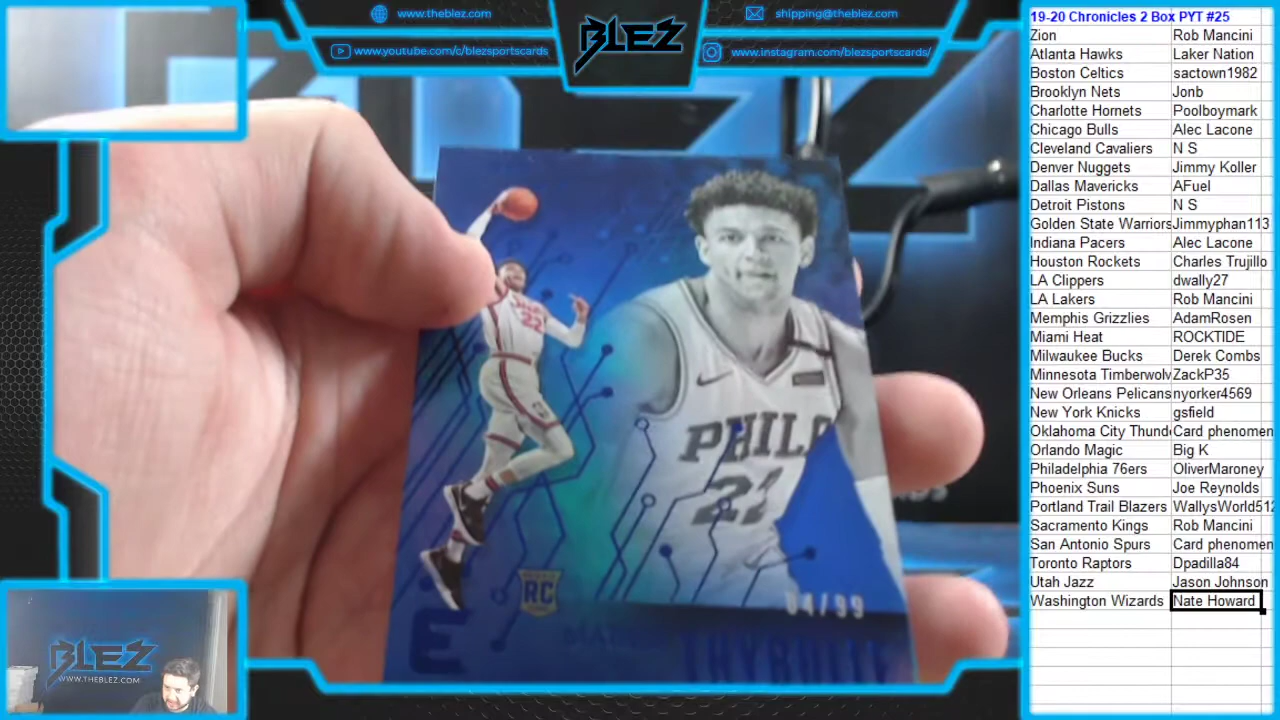 www.theblez.com
shipping@theblez.com
www.youtube.com/c/blezsportscards
www.instagram.com/blezsportscards/
BLEZ
19-20 Chronicles 2 Box PYT #25
Zion Rob Mancini
Atlanta Hawks Laker Nation
Boston Celtics sactown1982
Brooklyn Nets Jonb
Charlotte Hornets Poolboymark
Chicago Bulls Alec Lacone
Cleveland Cavaliers N S
Denver Nuggets Jimmy Koller
Dallas Mavericks AFuel
Detroit Pistons N S
Golden State Warriors Jimmyphan113
Indiana Pacers Alec Lacone
Houston Rockets Charles Trujillo
LA Clippers dwally27
LA Lakers Rob Mancini
Memphis Grizzlies AdamRosen
Miami Heat ROCKTIDE
Milwaukee Bucks Derek Combs
Minnesota Timberwolv ZackP35
New Orleans Pelicans nyorker4569
New York Knicks gsfield
Oklahoma City Thund Card phenomen
Orlando Magic Big K
Philadelphia 76ers OliverMaroney
Phoenix Suns Joe Reynolds
Portland Trail Blazers WallysWorld512
Sacramento Kings Rob Mancini
San Antonio Spurs Card phenomen
Toronto Raptors Dpadilla84
Utah Jazz Jason Johnson
Washington Wizards Nate Howard
22
PHILA
RC
04/99
E
THYBULLE
BLEZ
WWW.THEBLEZ.COM